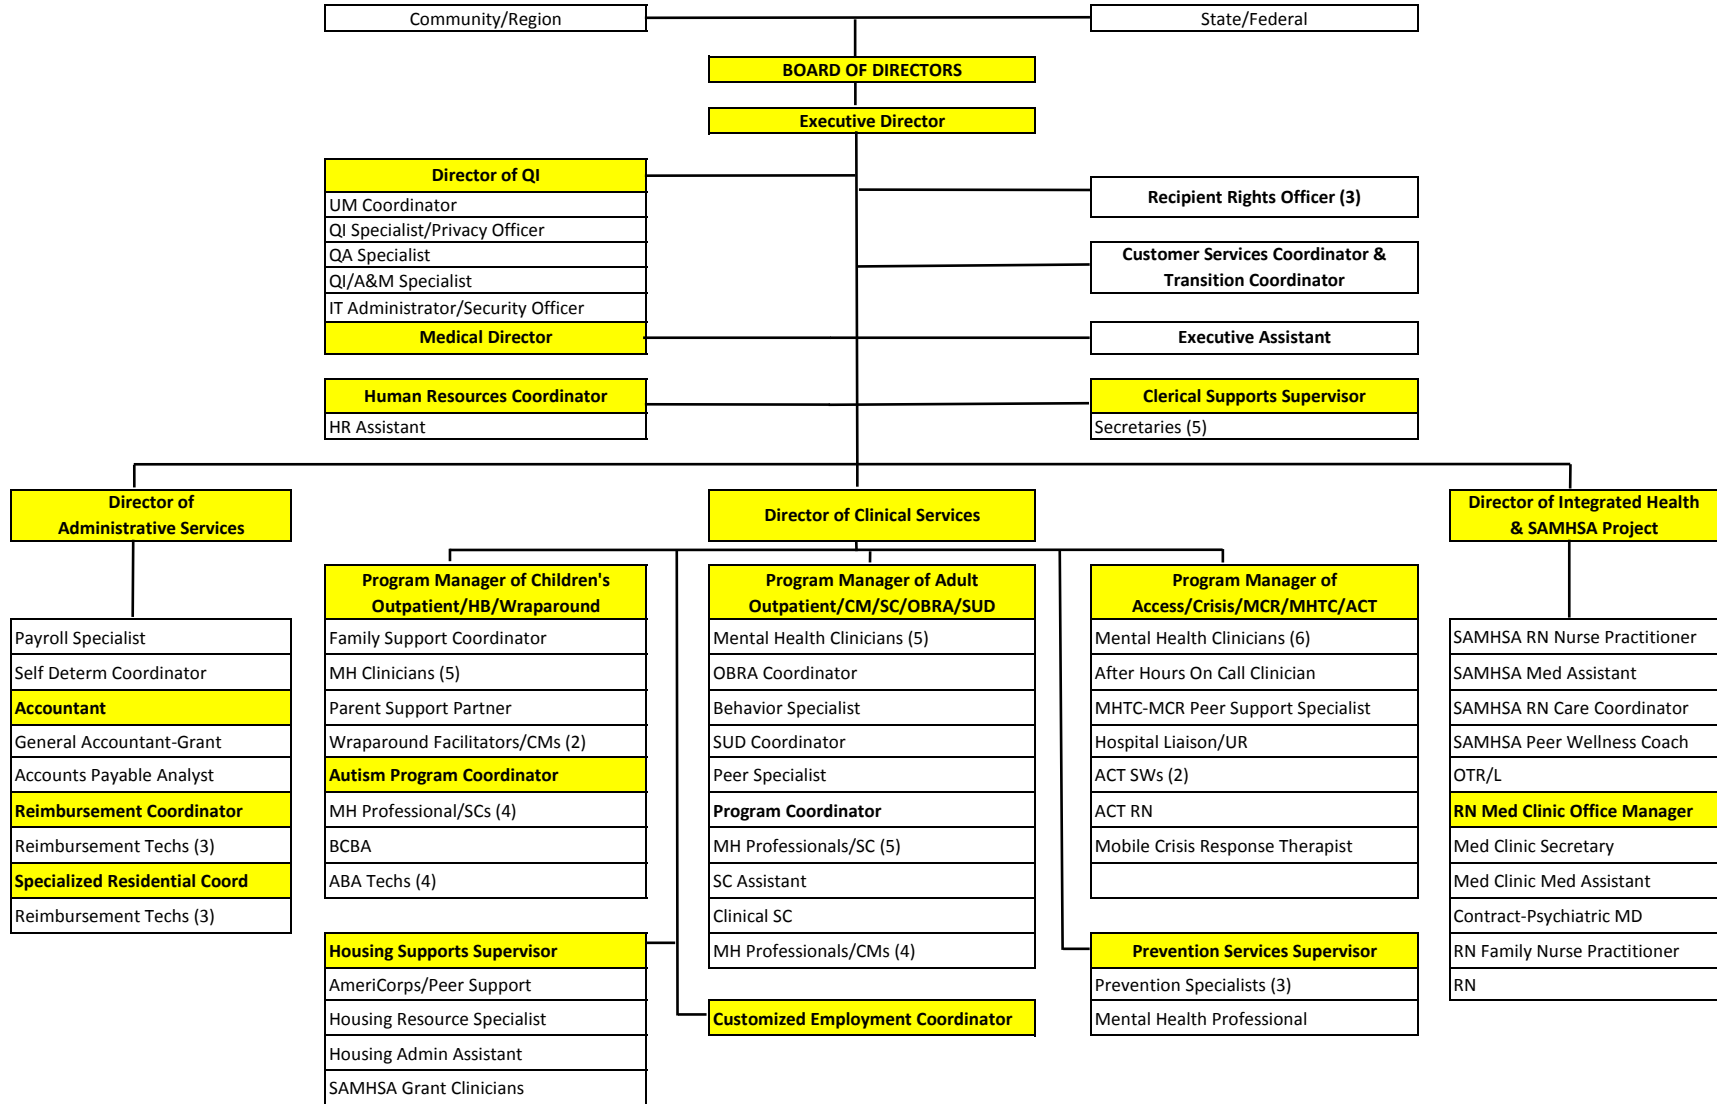 Community/Region
State/Federal
BOARD OF DIRECTORS
Executive Director
Director of QI
UM Coordinator
QI Specialist/Privacy Officer
QA Specialist
QI/A&M Specialist
IT Administrator/Security Officer
Medical Director
Recipient Rights Officer (3)
Customer Services Coordinator &
Transition Coordinator
Executive Assistant
Human Resources Coordinator
HR Assistant
Clerical Supports Supervisor
Secretaries (5)
Director of
Administrative Services
Payroll Specialist
Self Determ Coordinator
Accountant
General Accountant-Grant
Accounts Payable Analyst
Reimbursement Coordinator
Reimbursement Techs (3)
Specialized Residential Coord
Reimbursement Techs (3)
Director of Clinical Services
Program Manager of Children's
Outpatient/HB/Wraparound
Family Support Coordinator
MH Clinicians (5)
Parent Support Partner
Wraparound Facilitators/CMs (2)
Autism Program Coordinator
MH Professional/SCs (4)
BCBA
ABA Techs (4)
Housing Supports Supervisor
AmeriCorps/Peer Support
Housing Resource Specialist
Housing Admin Assistant
SAMHSA Grant Clinicians
Program Manager of Adult
Outpatient/CM/SC/OBRA/SUD
Mental Health Clinicians (5)
OBRA Coordinator
Behavior Specialist
SUD Coordinator
Peer Specialist
Program Coordinator
MH Professionals/SC (5)
SC Assistant
Clinical SC
MH Professionals/CMs (4)
Customized Employment Coordinator
Program Manager of
Access/Crisis/MCR/MHTC/ACT
Mental Health Clinicians (6)
After Hours On Call Clinician
MHTC-MCR Peer Support Specialist
Hospital Liaison/UR
ACT SWs (2)
ACT RN
Mobile Crisis Response Therapist
Prevention Services Supervisor
Prevention Specialists (3)
Mental Health Professional
Director of Integrated Health
& SAMHSA Project
SAMHSA RN Nurse Practitioner
SAMHSA Med Assistant
SAMHSA RN Care Coordinator
SAMHSA Peer Wellness Coach
OTR/L
RN Med Clinic Office Manager
Med Clinic Secretary
Med Clinic Med Assistant
Contract-Psychiatric MD
RN Family Nurse Practitioner
RN